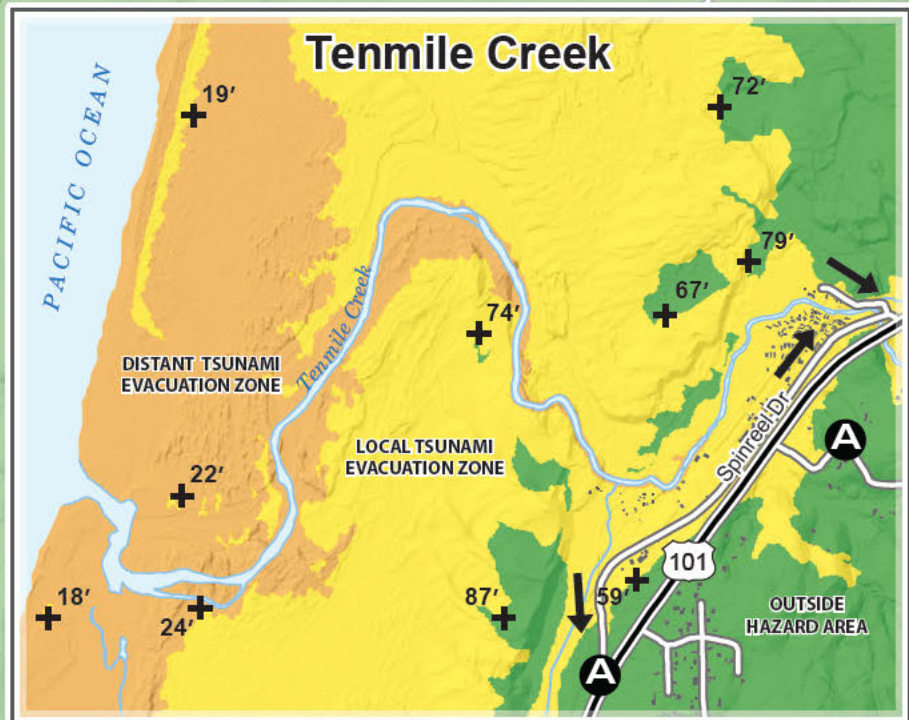 Tenmile Creek
PACIFIC OCEAN
19′
72′
79′
67′
74′
Tenmile Creek
DISTANT TSUNAMI
EVACUATION ZONE
LOCAL TSUNAMI
EVACUATION ZONE
Spinreel Dr
A
22′
101
18′
24′
87′
59′
OUTSIDE
HAZARD AREA
A